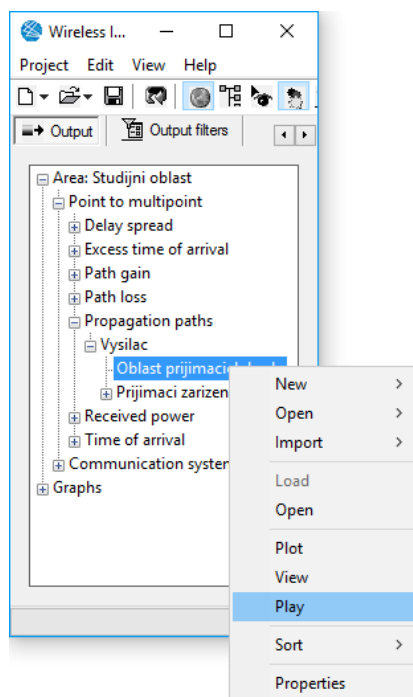 Wireless I...
Project Edit View Help
Output Output filters
Area: Studijni oblast
Point to multipoint
Delay spread
Excess time of arrival
Path gain
Path loss
Propagation paths
Vysilac
Oblast
Prijimaci
Received power
Time of arrival
Communication
Graphs
New
Open
Import
Load
Open
Plot
View
Play
Sort
Properties